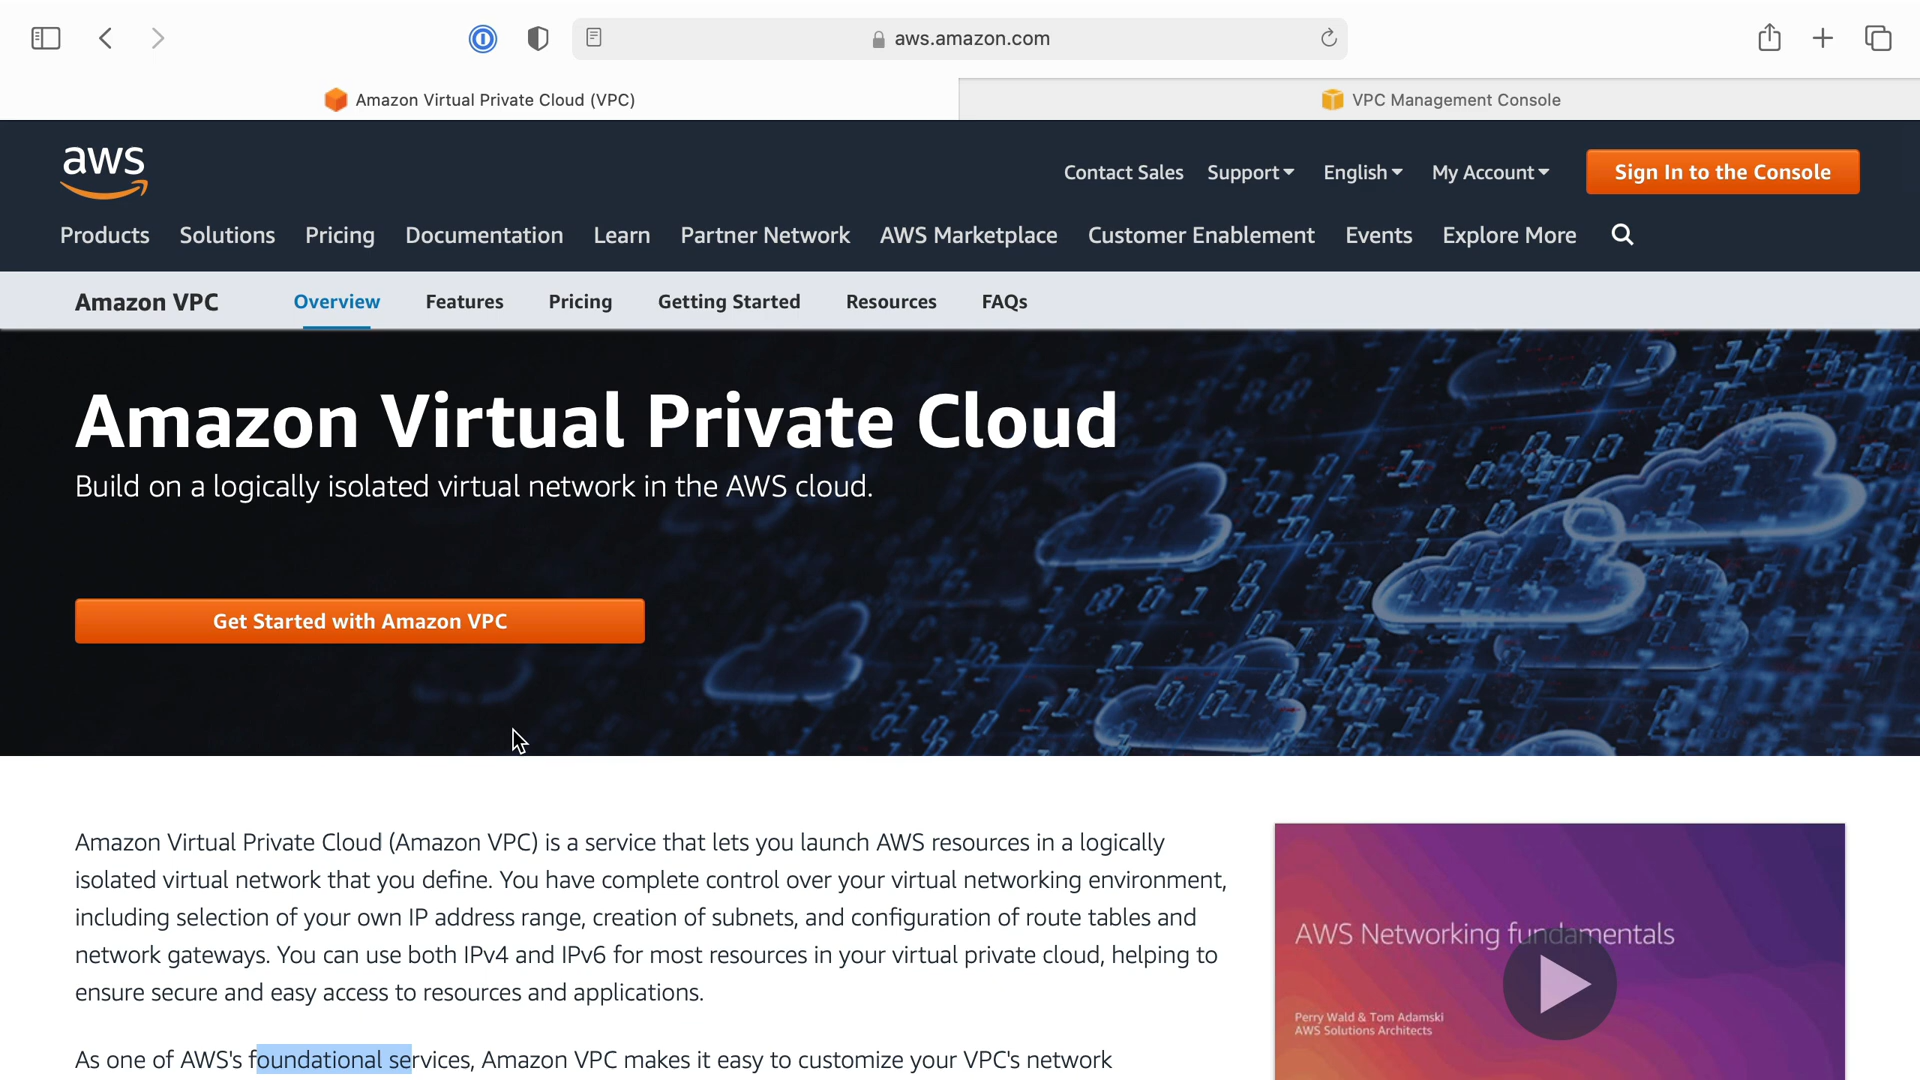 aws.amazon.com
Amazon Virtual Private Cloud (VPC)
VPC Management Console
aws
Contact Sales Support English My Account Sign In to the Console
Products Solutions Pricing Documentation Learn Partner Network AWS Marketplace Customer Enablement Events Explore More
Amazon VPC Overview Features Pricing Getting Started Resources FAQs
Amazon Virtual Private Cloud
Build on a logically isolated virtual network in the AWS cloud.
Get Started with Amazon VPC
Amazon Virtual Private Cloud (Amazon VPC) is a service that lets you launch AWS resources in a logically
isolated virtual network that you define. You have complete control over your virtual networking environment,
including selection of your own IP address range, creation of subnets, and configuration of route tables and
network gateways. You can use both IPv4 and IPv6 for most resources in your virtual private cloud, helping to
ensure secure and easy access to resources and applications.
As one of AWS's foundational services, Amazon VPC makes it easy to customize your VPC's network
AWS Networking fundamentals
Perry Wald & Tom Adamski
AWS Solutions Architects